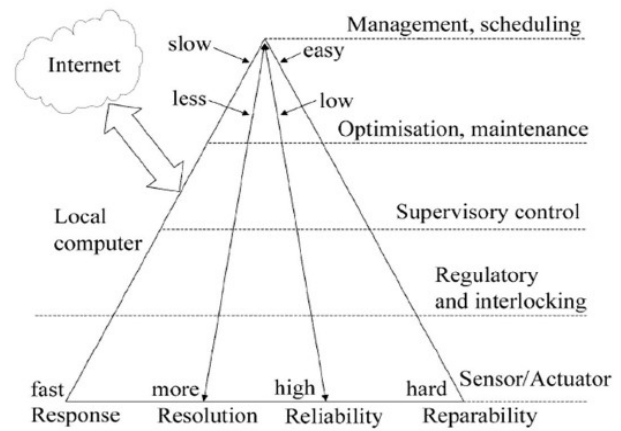 Management, scheduling
slow
easy
Internet
less
low
Optimisation, maintenance
Local
computer
Supervisory control
Regulatory
and interlocking
fast
more
high
hard
Sensor/Actuator
Response
Resolution
Reliability
Reparability